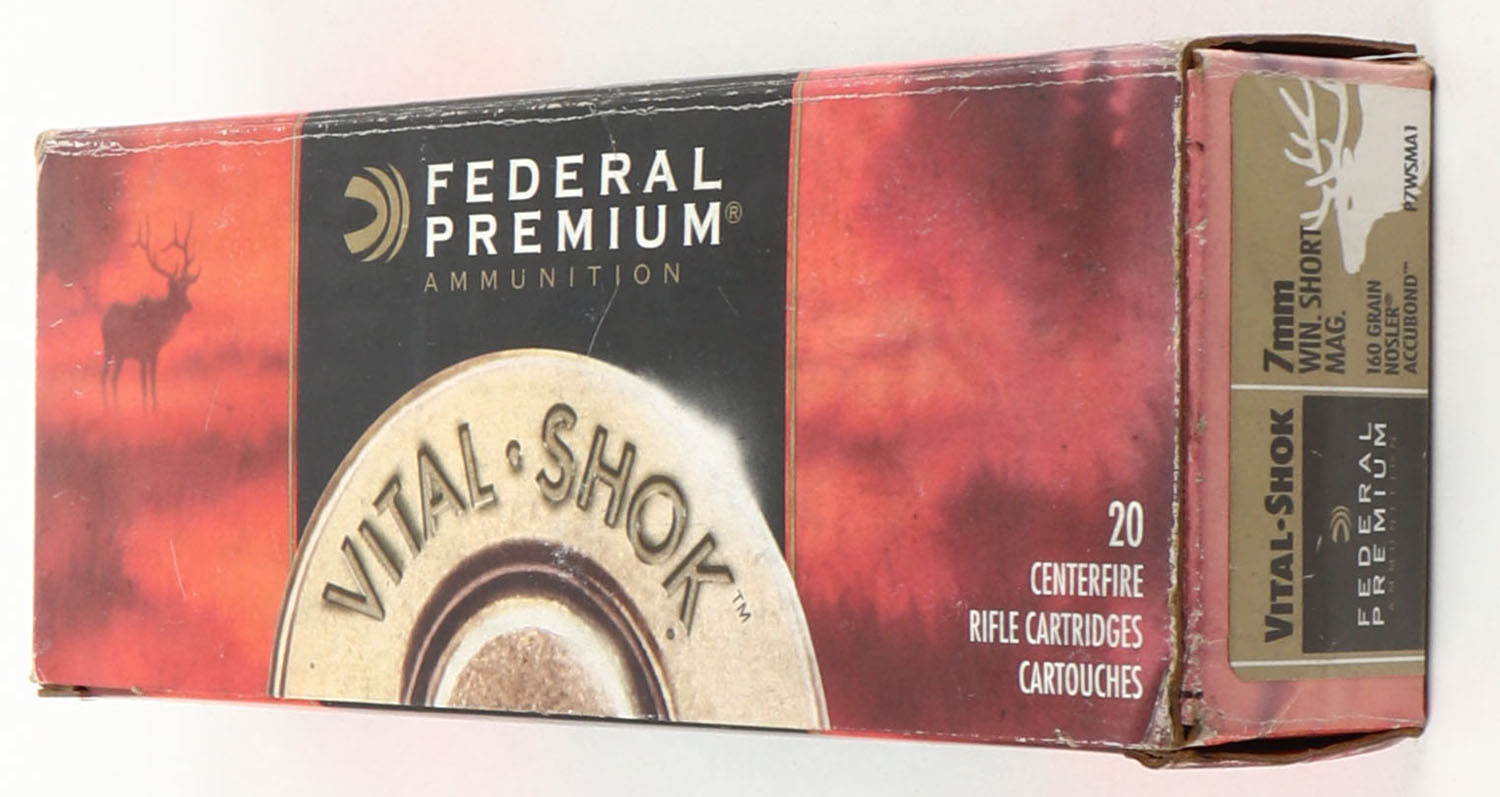 FEDERAL
PREMIUM®
AMMUNITION
VITAL·SHOK™
20
CENTERFIRE
RIFLE CARTRIDGES
CARTOUCHES
VITAL·SHOK
FEDERAL
PREMIUM
AMMUNITION
7mm
WIN. SHORT
MAG.
160 GRAIN
NOSLER®
ACCUBOND™
P7WSMA1